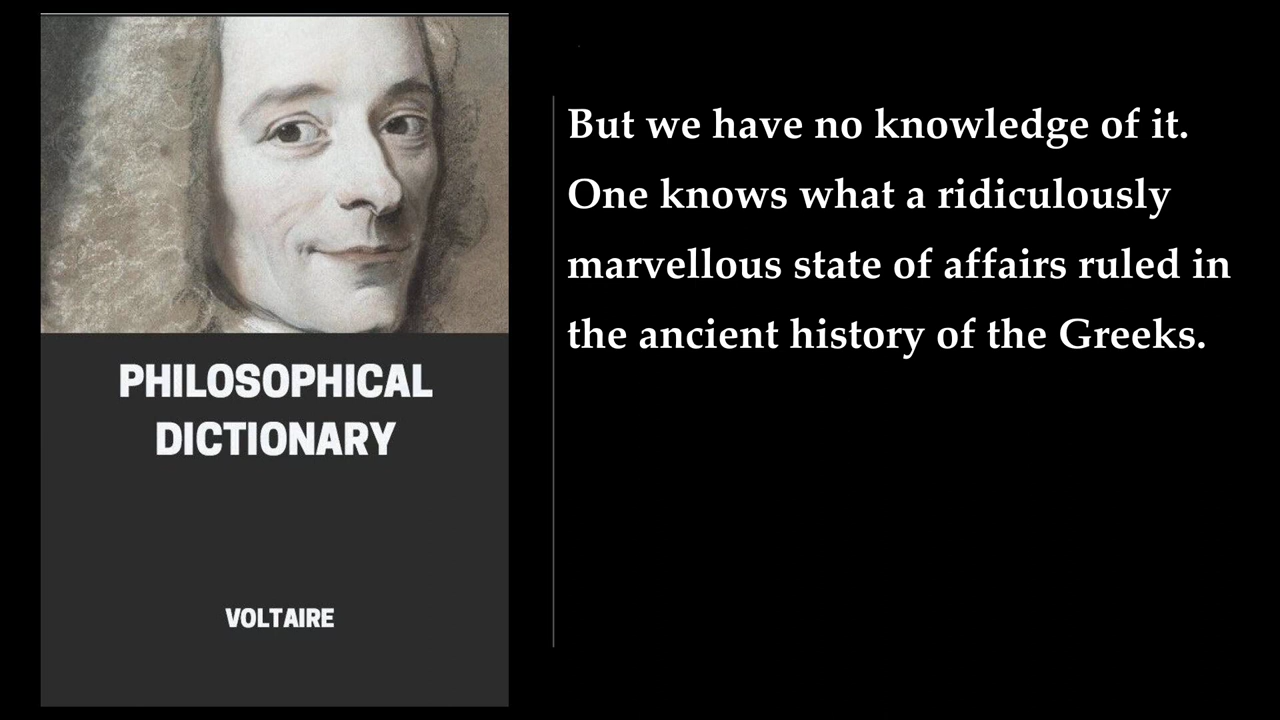 PHILOSOPHICAL
DICTIONARY
VOLTAIRE
But we have no knowledge of it.
One knows what a ridiculously
marvellous state of affairs ruled in
the ancient history of the Greeks.